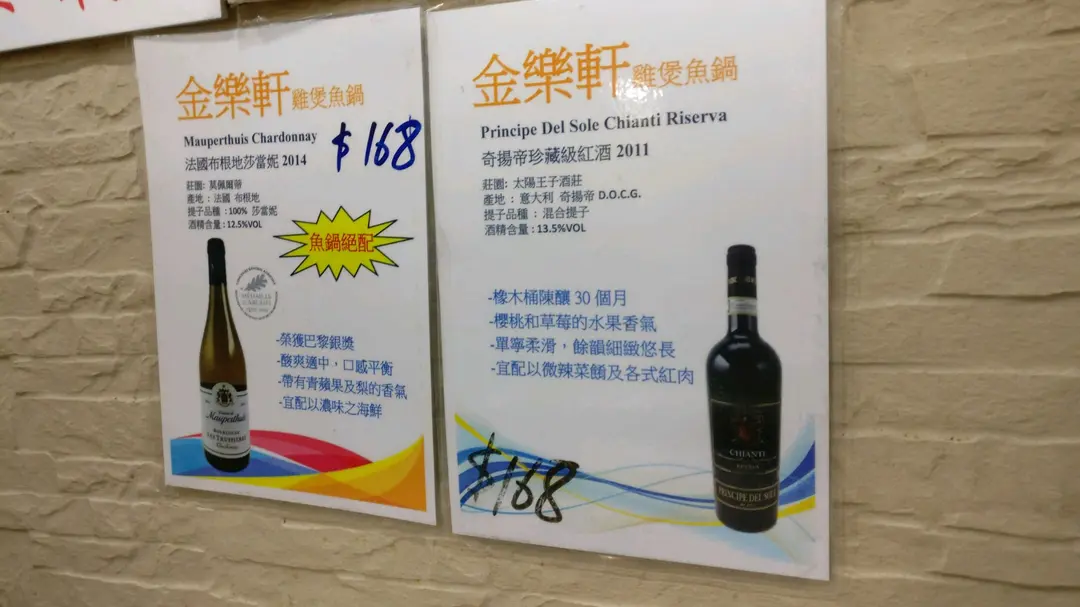 金樂軒雞煲魚鍋
Mauperthuis Chardonnay
$168
法國布根地莎當妮 2014
莊園: 莫佩爾蒂
產地 : 法國 布根地
提子品種 : 100% 莎當妮
酒精含量 : 12.5%VOL
魚鍋絕配
-榮獲巴黎銀獎
-酸爽適中，口感平衡
-帶有青蘋果及梨的香氣
-宜配以濃味之海鮮
Mauperthuis
金樂軒雞煲魚鍋
Principe Del Sole Chianti Riserva
奇揚帝珍藏級紅酒 2011
莊園 : 太陽王子酒莊
產地 : 意大利 奇揚帝 D.O.C.G.
提子品種 : 混合提子
酒精含量 : 13.5%VOL
-橡木桶陳釀 30 個月
-櫻桃和草莓的水果香氣
-單寧柔滑，餘韻細緻悠長
-宜配以微辣菜餚及各式紅肉
$168
CHIANTI
PRINCIPE DEL SOLE